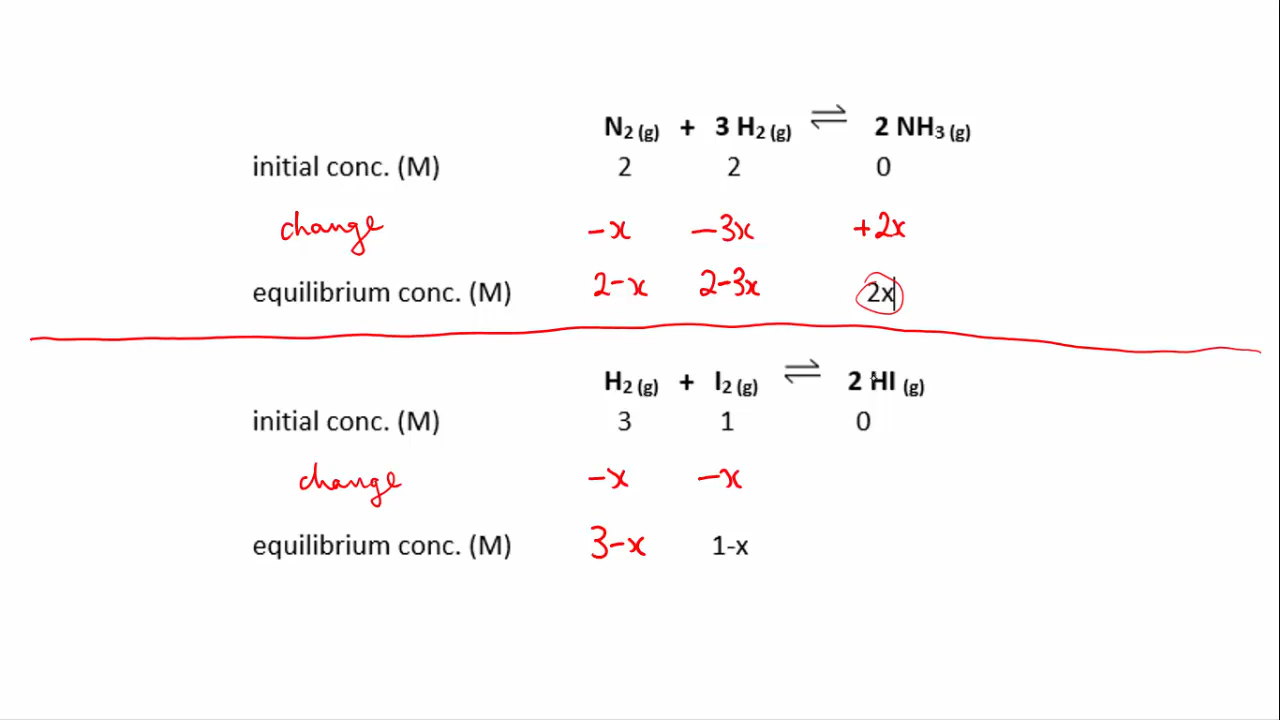 N₂ (g) + 3 H₂ (g) ⇌ 2 NH₃ (g)
initial conc. (M) 2 2 0
change -x -3x +2x
equilibrium conc. (M) 2-x 2-3x 2x
H₂ (g) + I₂ (g) ⇌ 2 HI (g)
initial conc. (M) 3 1 0
change -x -x
equilibrium conc. (M) 3-x 1-x